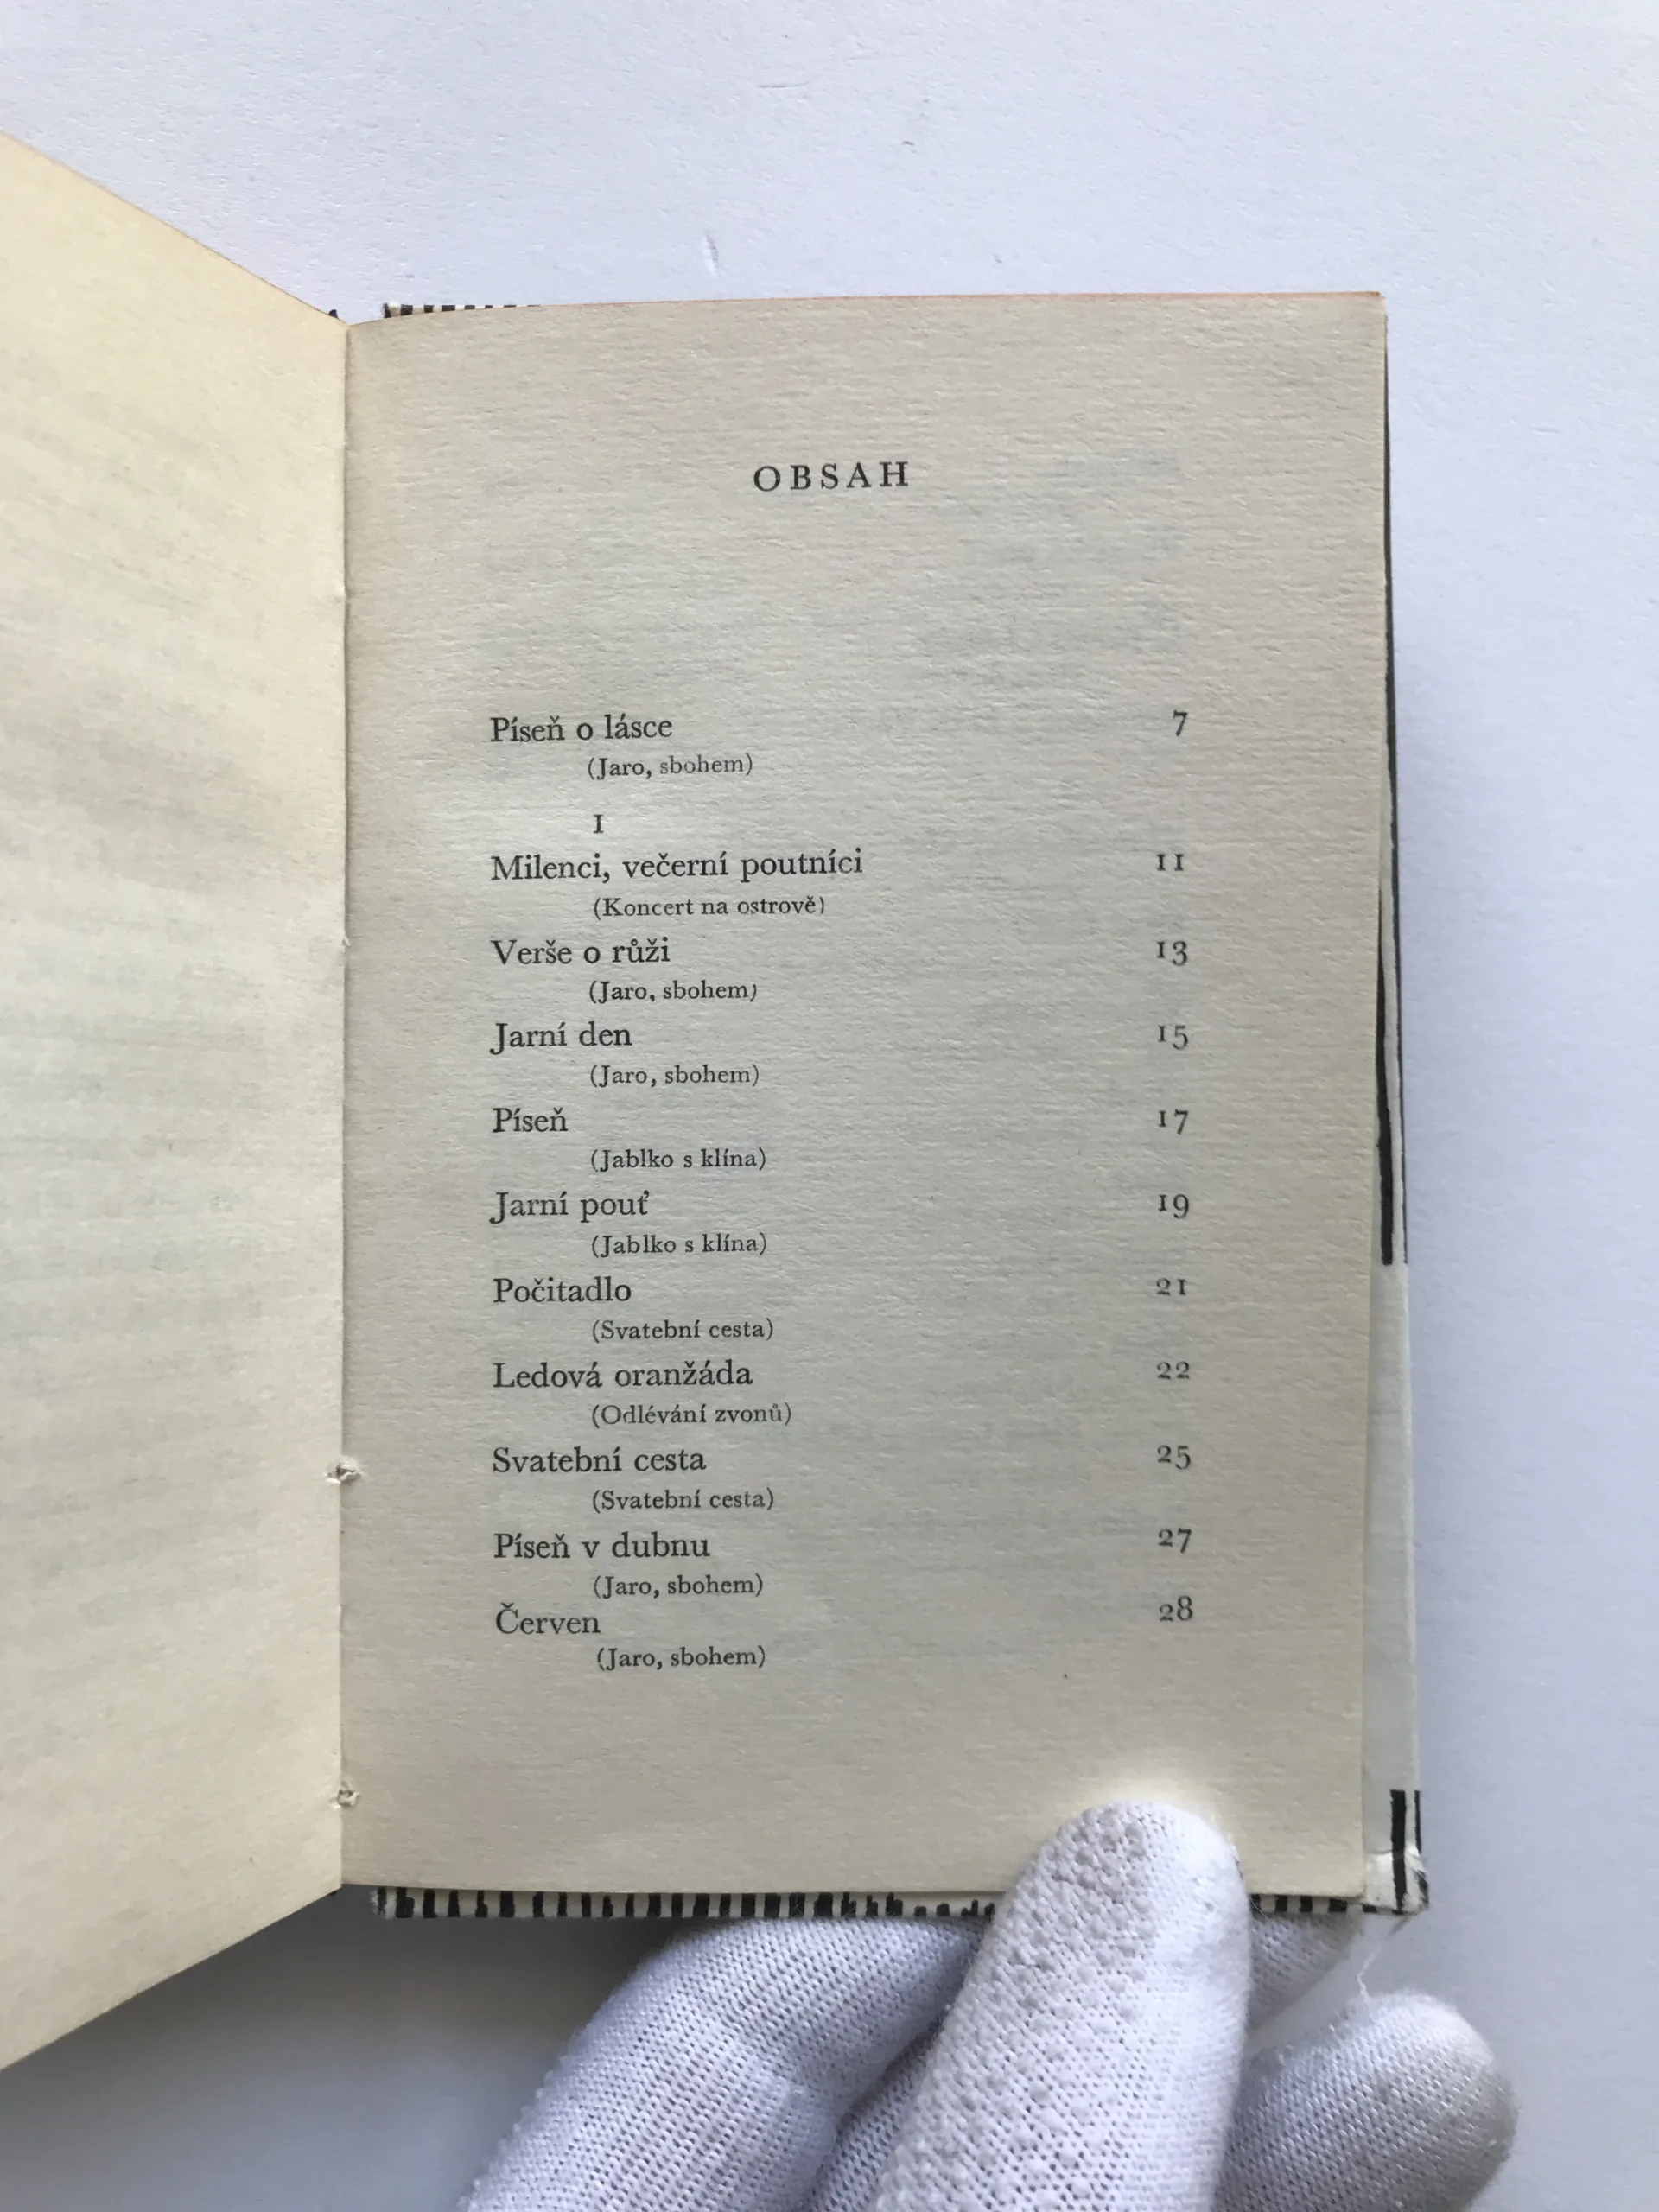 OBSAH
Píseň o lásce 7
(Jaro, sbohem)
I
Milenci, večerní poutníci 11
(Koncert na ostrově)
Verše o růži 13
(Jaro, sbohem)
Jarní den 15
(Jaro, sbohem)
Píseň 17
(Jablko s klína)
Jarní pouť 19
(Jablko s klína)
Počitadlo 21
(Svatební cesta)
Ledová oranžáda 22
(Odlévání zvonů)
Svatební cesta 25
(Svatební cesta)
Píseň v dubnu 27
(Jaro, sbohem)
Červen 28
(Jaro, sbohem)